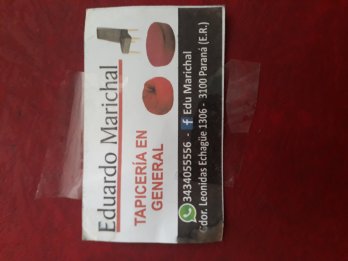 Eduardo Marichal
TAPICERÍA EN
GENERAL
3434055556 - f Edu Marichal
Gdor. Leonidas Echagüe 1306 - 3100 Paraná (E.R.)